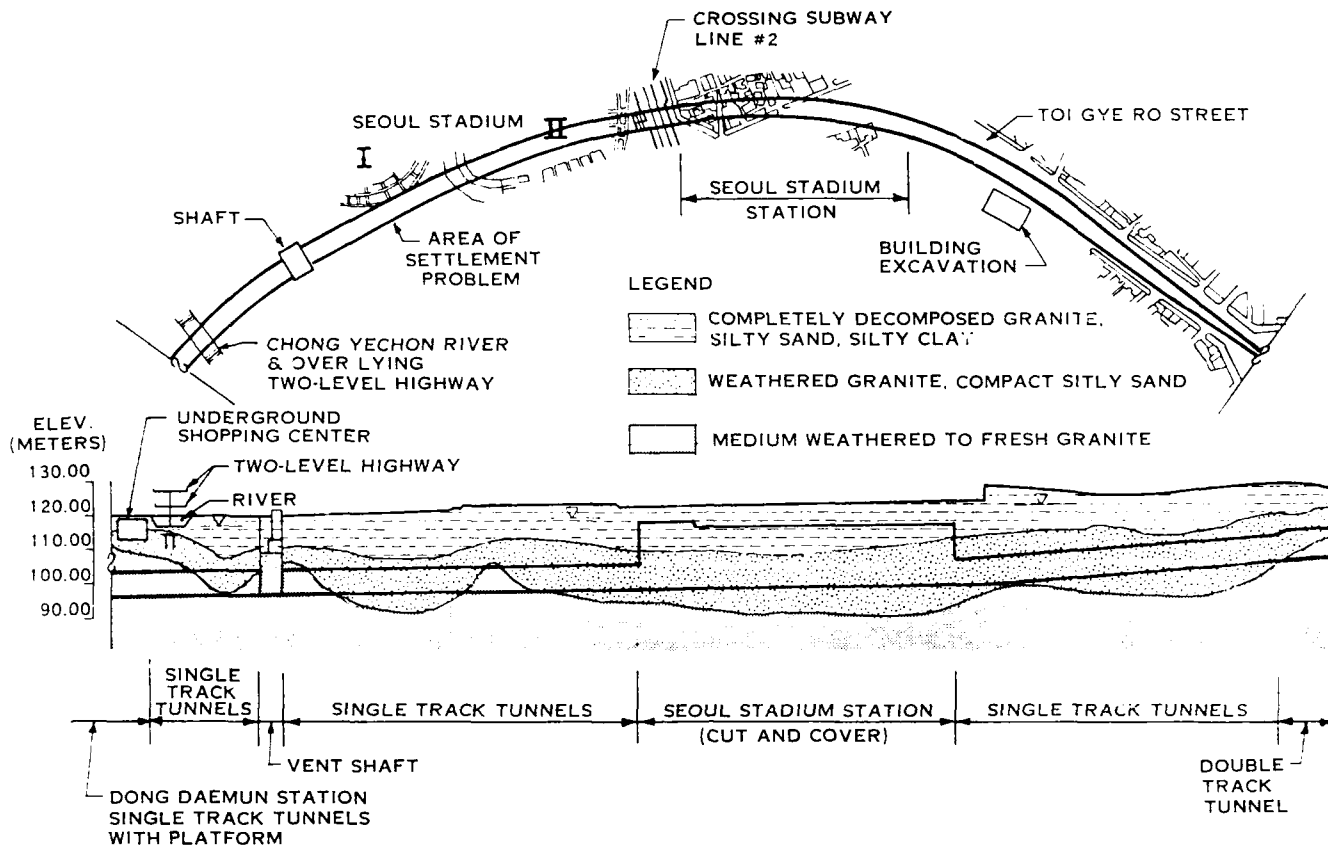 CROSSING SUBWAY
LINE #2
SEOUL STADIUM
II
I
TOI GYE RO STREET
SHAFT
SEOUL STADIUM
STATION
AREA OF
SETTLEMENT
PROBLEM
BUILDING
EXCAVATION
LEGEND
COMPLETELY DECOMPOSED GRANITE,
SILTY SAND, SILTY CLAY
CHONG YECHON RIVER
& OVER LYING
TWO-LEVEL HIGHWAY
WEATHERED GRANITE, COMPACT SITLY SAND
MEDIUM WEATHERED TO FRESH GRANITE
ELEV.
(METERS)
UNDERGROUND
SHOPPING CENTER
TWO-LEVEL HIGHWAY
RIVER
130.00
120.00
110.00
100.00
90.00
SINGLE
TRACK
TUNNELS
SINGLE TRACK TUNNELS
SEOUL STADIUM STATION
(CUT AND COVER)
SINGLE TRACK TUNNELS
VENT SHAFT
DOUBLE
TRACK
TUNNEL
DONG DAEMUN STATION
SINGLE TRACK TUNNELS
WITH PLATFORM